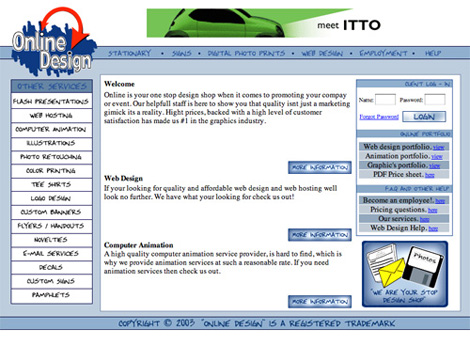 Online
Design
meet ITTO
STATIONARY • SIGNS • DIGITAL PHOTO PRINTS • WEB DESIGN • EMPLOYMENT • HELP
OTHER SERVICES
FLASH PRESENTATIONS
WEB HOSTING
COMPUTER ANIMATION
ILLUSTRATIONS
PHOTO RETOUCHING
COLOR PRINTING
TEE SHIRTS
LOGO DESIGN
CUSTOM BANNERS
FLYERS / HANDOUTS
NOVELTIES
E-MAIL SERVICES
DECALS
CUSTOM SIGNS
PAMPHLETS
Welcome
Online is your one stop design shop when it comes to promoting your compay
or event. Our helpfull staff is here to show you that quality isnt just a marketing
gimick its a reality. Hight prices, backed with a high level of customer
satisfaction has made us #1 in the graphics industry.
MORE INFORMATION
Web Design
If your looking for quality and affordable web design and web hosting well
look no further. We have what your looking for check us out!
MORE INFORMATION
Computer Animation
A high quality computer animation service provider, is hard to find, which is
why we provide animation services at such a reasonable rate. If you need
animation services then check us out.
MORE INFORMATION
CLIENT LOG - IN
Name: Password:
Forgot Password LOGIN
ONLINE PORTFOLIO
Web design portfolio. view
Animation portfolio. view
Graphic's portfolio. view
PDF Price sheet. here
FAQ AND OTHER HELP
Become an employee!. here
Pricing questions. here
Our services. here
Web Design Help. here
Photos
"WE ARE YOUR STOP
DESIGN SHOP"
COPYRIGHT © 2003 "ONLINE DESIGN" IS A REGISTERED TRADEMARK